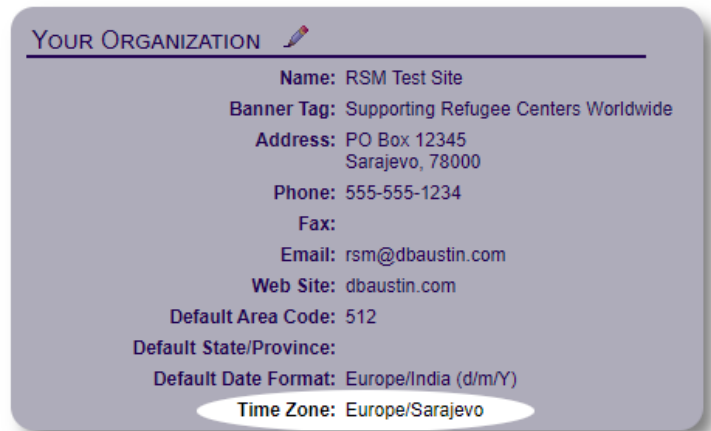 YOUR ORGANIZATION
Name: RSM Test Site
Banner Tag: Supporting Refugee Centers Worldwide
Address: PO Box 12345
Sarajevo, 78000
Phone: 555-555-1234
Fax:
Email: rsm@dbaustin.com
Web Site: dbaustin.com
Default Area Code: 512
Default State/Province:
Default Date Format: Europe/India (d/m/Y)
Time Zone: Europe/Sarajevo